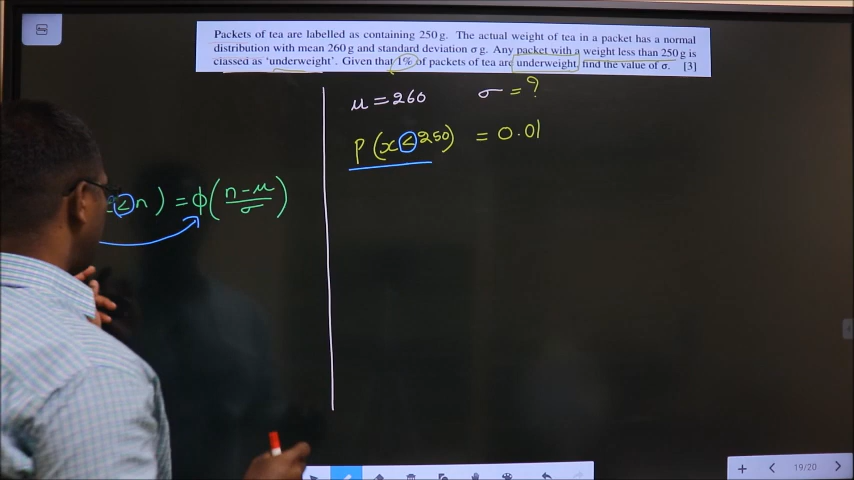 Packets of tea are labelled as containing 250 g. The actual weight of tea in a packet has a normal
distribution with mean 260 g and standard deviation σ g. Any packet with a weight less than 250 g is
classed as ‘underweight’. Given that 1% of packets of tea are underweight, find the value of σ. [3]
μ = 260 σ = ?
P(x < 250) = 0.01
< n) = φ(n − μ / σ)
19/20